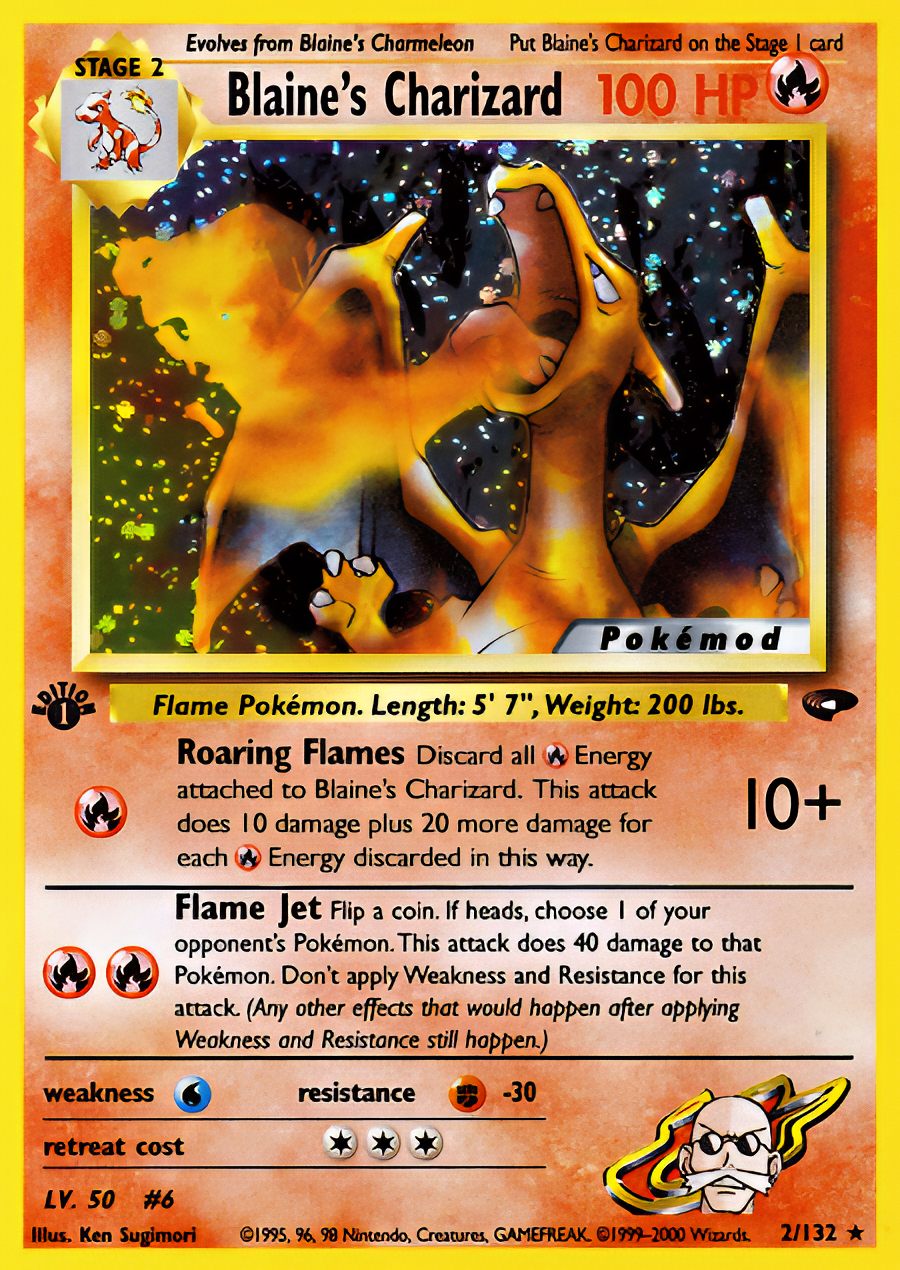 Evolves from Blaine's Charmeleon Put Blaine's Charizard on the Stage 1 card
STAGE 2
Blaine's Charizard 100 HP
Pokémod
EDITION
1
Flame Pokémon. Length: 5' 7", Weight: 200 lbs.
Roaring Flames Discard all Energy
attached to Blaine's Charizard. This attack
does 10 damage plus 20 more damage for
each Energy discarded in this way.
10+
Flame Jet Flip a coin. If heads, choose 1 of your
opponent's Pokémon. This attack does 40 damage to that
Pokémon. Don't apply Weakness and Resistance for this
attack. (Any other effects that would happen after applying
Weakness and Resistance still happen.)
weakness resistance -30
retreat cost
LV. 50 #6
Illus. Ken Sugimori ©1995, 96, 98 Nintendo, Creatures, GAMEFREAK. ©1999-2000 Wizards. 2/132 ★